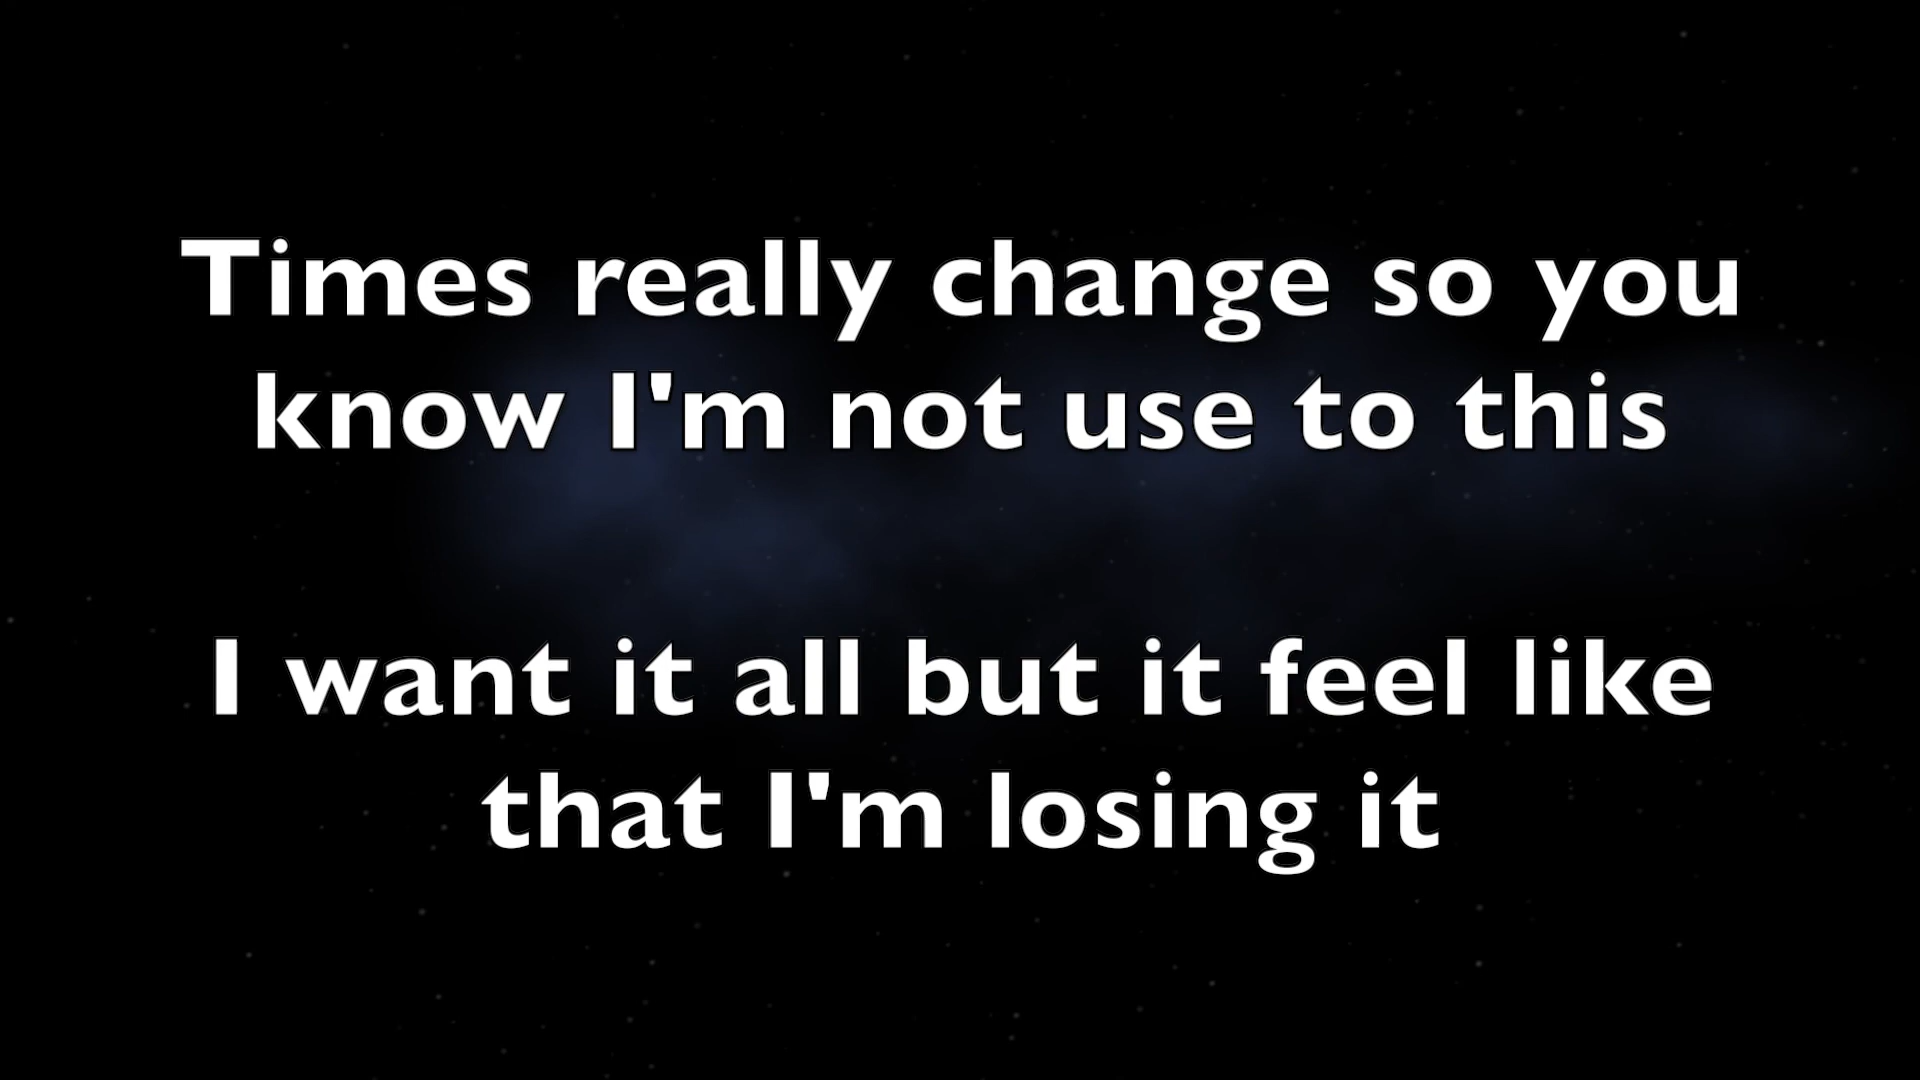 Times really change so you
know I'm not use to this
I want it all but it feel like
that I'm losing it